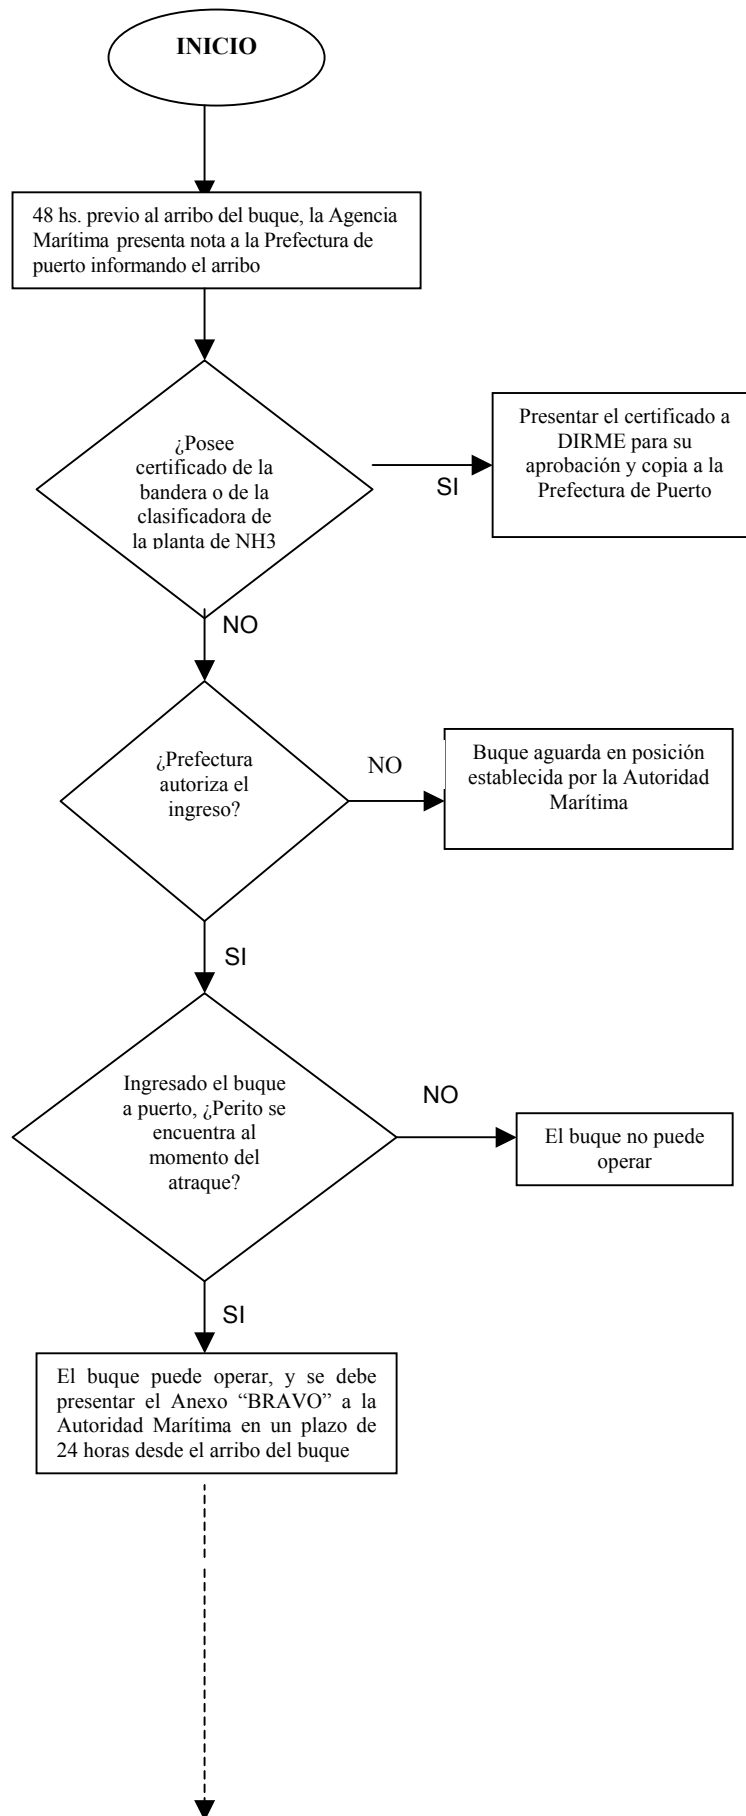 INICIO
48 hs. previo al arribo del buque, la Agencia
Marítima presenta nota a la Prefectura de
puerto informando el arribo
¿Posee
certificado de la
bandera o de la
clasificadora de
la planta de NH3
SI
Presentar el certificado a
DIRME para su
aprobación y copia a la
Prefectura de Puerto
NO
¿Prefectura
autoriza el
ingreso?
NO
Buque aguarda en posición
establecida por la Autoridad
Marítima
SI
Ingresado el buque
a puerto, ¿Perito se
encuentra al
momento del
atraque?
NO
El buque no puede
operar
SI
El buque puede operar, y se debe
presentar el Anexo “BRAVO” a la
Autoridad Marítima en un plazo de
24 horas desde el arribo del buque